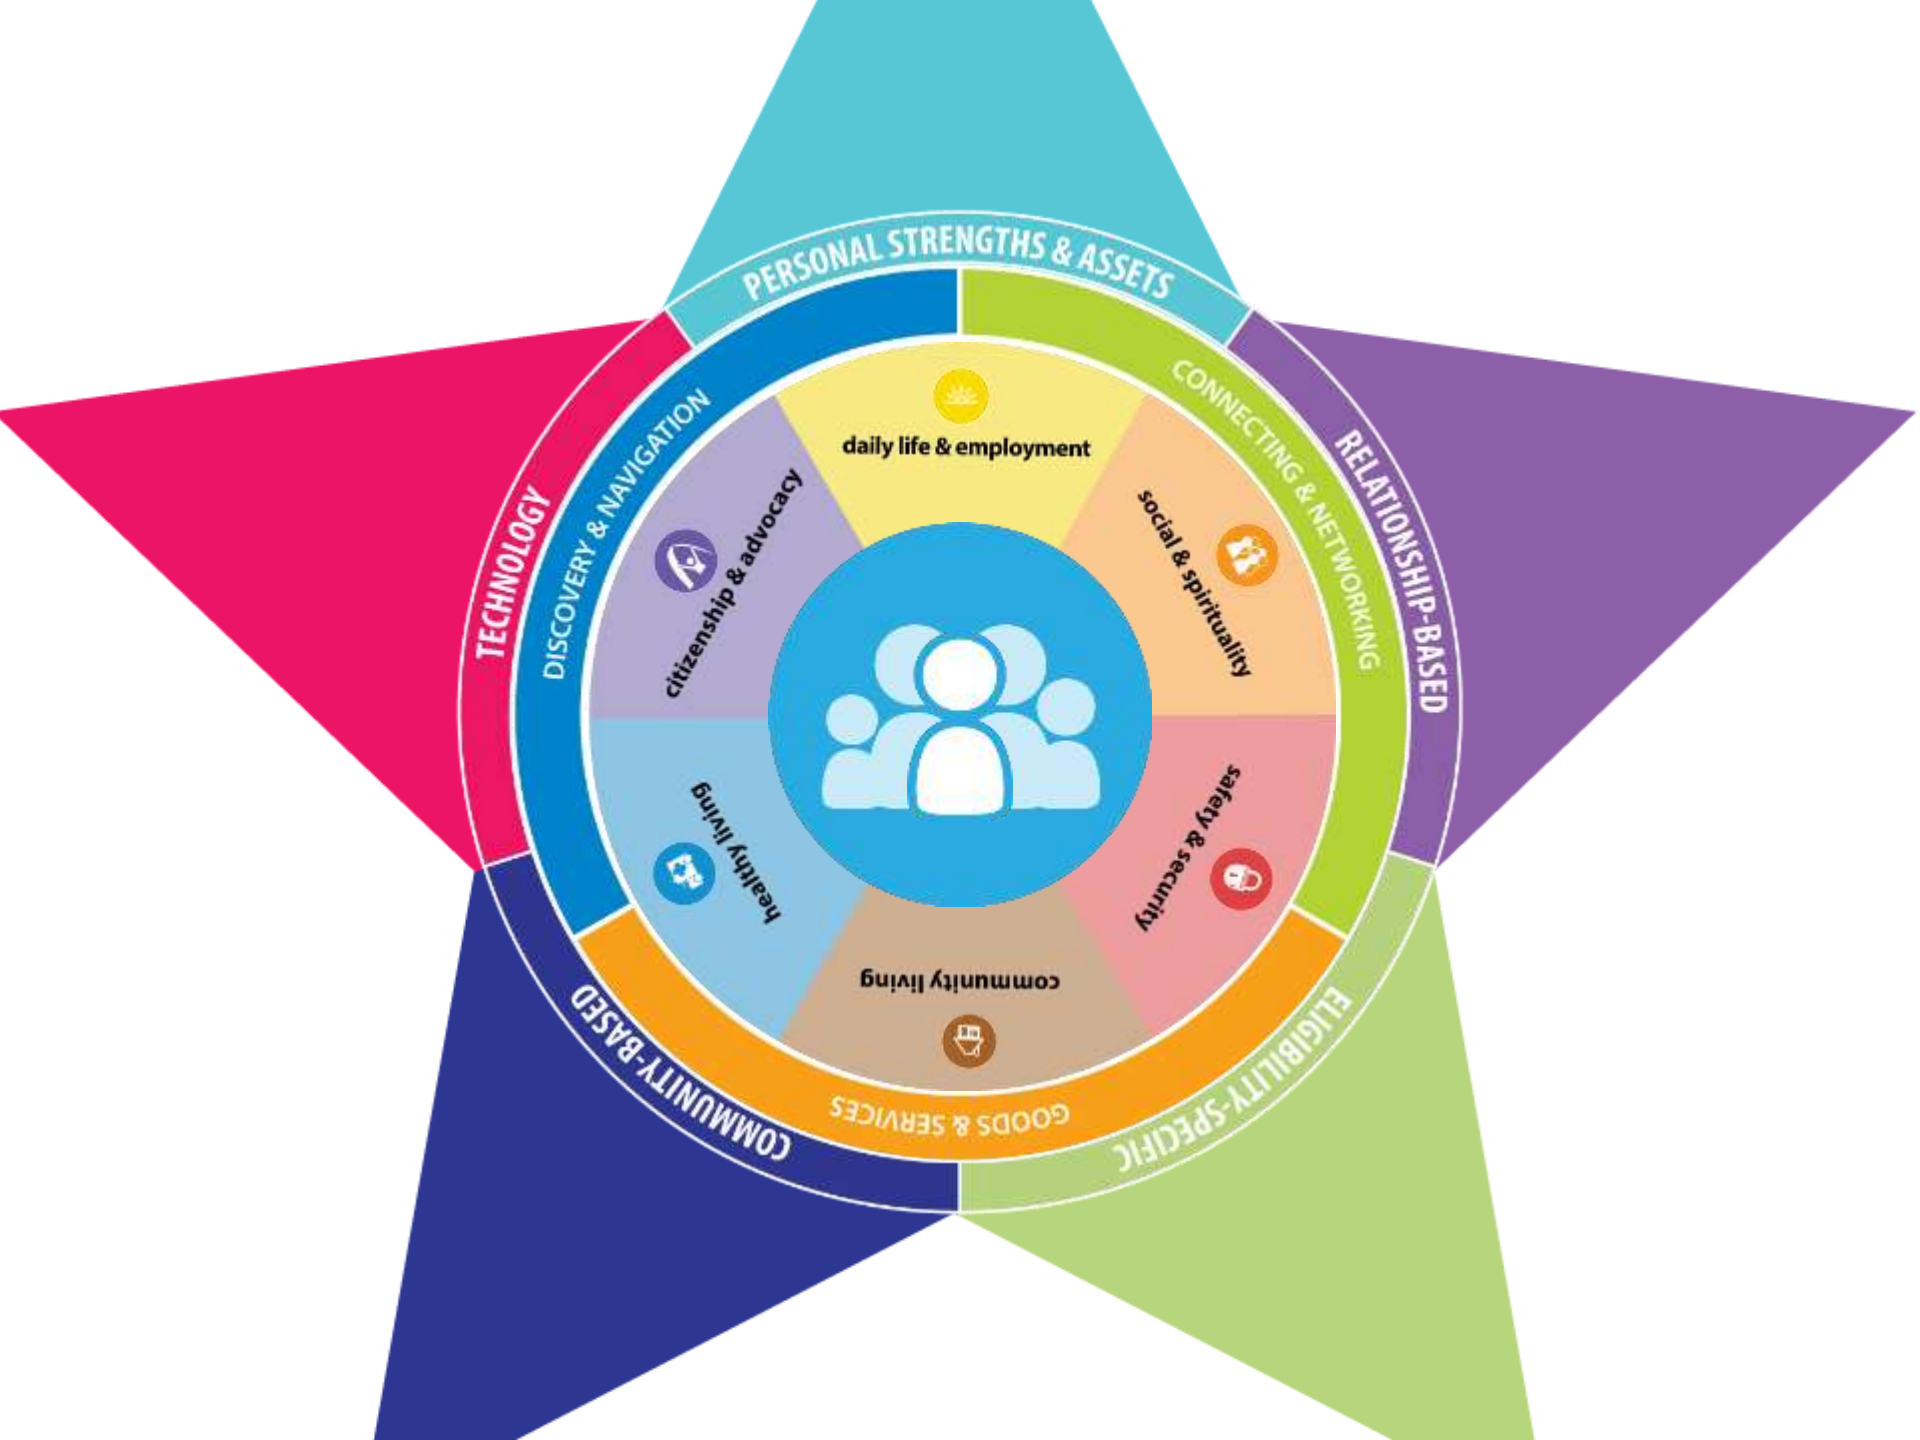 PERSONAL STRENGTHS & ASSETS
RELATIONSHIP-BASED
ELIGIBILITY-SPECIFIC
COMMUNITY-BASED
TECHNOLOGY
DISCOVERY & NAVIGATION
CONNECTING & NETWORKING
GOODS & SERVICES
daily life & employment
social & spirituality
safety & security
community living
healthy living
citizenship & advocacy